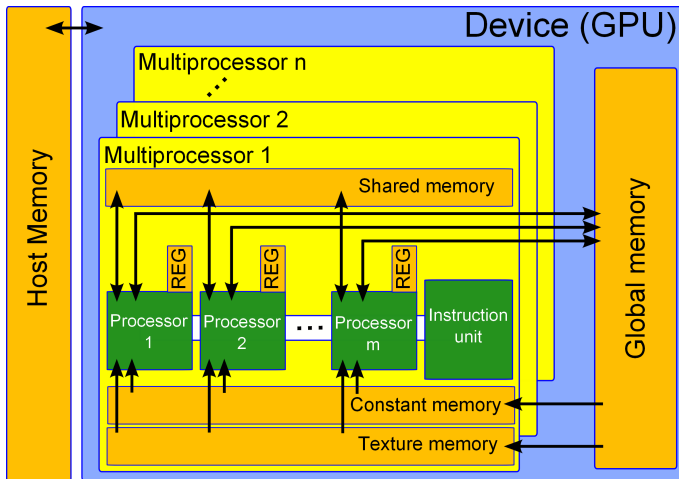 Device (GPU)
Host Memory
Multiprocessor n
Multiprocessor 2
Multiprocessor 1
Shared memory
REG
REG
REG
Processor
1
Processor
2
...
Processor
m
Instruction
unit
Global memory
Constant memory
Texture memory